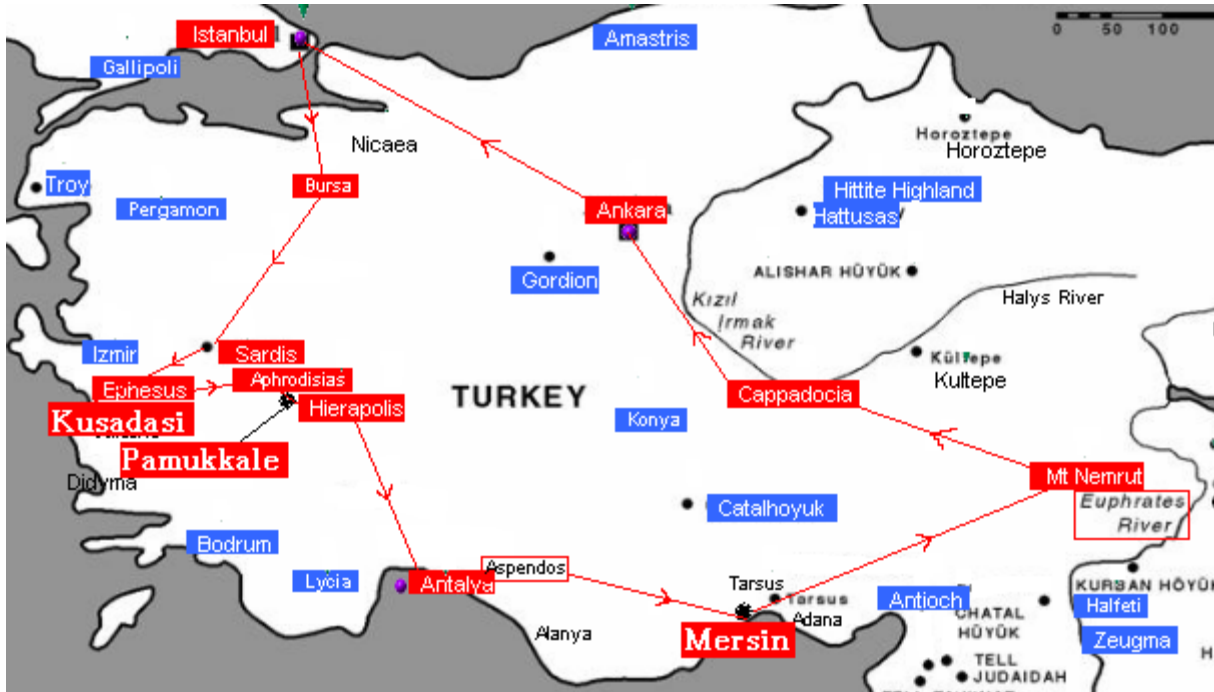 Istanbul
Amastris
0 50 100
Gallipoli
Nicaea
Horoztepe
Horoztepe
Troy
Bursa
Hittite Highland
Pergamon
Ankara
Hattusas
Gordion
ALISHAR HÜYÜK
Kızıl
Irmak
River
Halys River
Izmir
Sardis
Kültepe
Kultepe
Ephesus
Aphrodisias
Kusadasi
Hierapolis
TURKEY
Cappadocia
Konya
Pamukkale
Didyma
Mt Nemrut
Euphrates
River
Catalhoyuk
Bodrum
Lycia
Antalya
Aspendos
Tarsus
Tarsus
Antioch
KURBAN HÖYÜK
Halfeti
Alanya
Mersin
Adana
CHATAL
HÜYÜK
Zeugma
TELL
JUDAIDAH